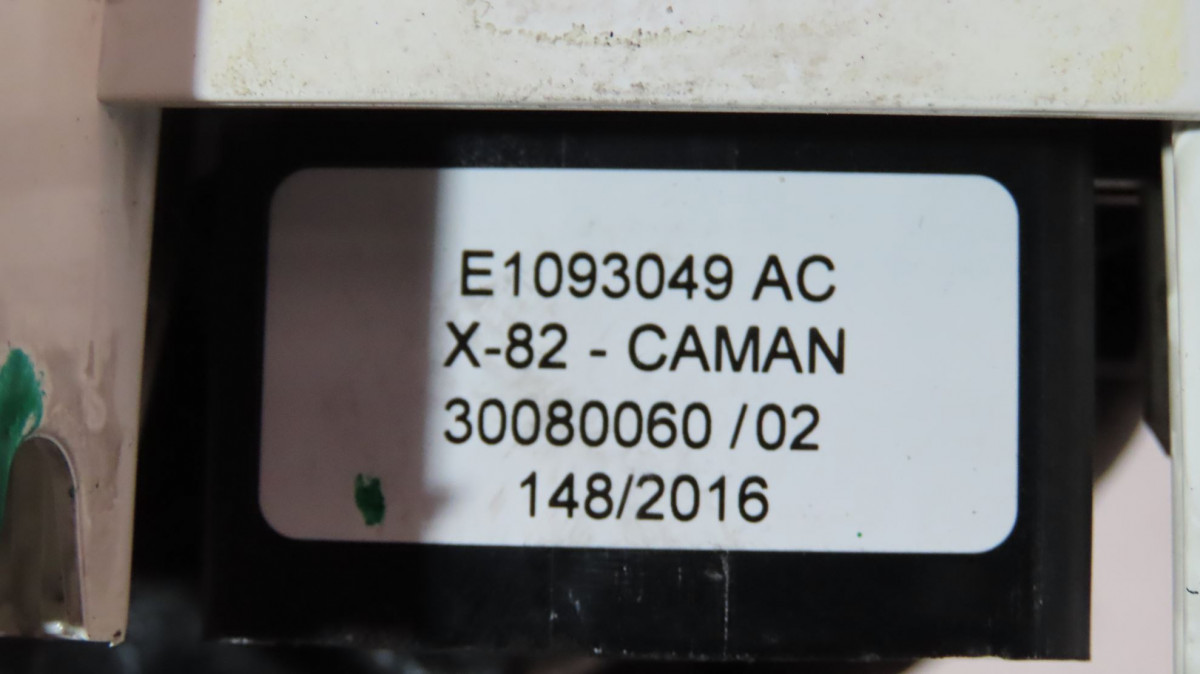 E1093049 AC
X-82 - CAMAN
30080060 /02
148/2016